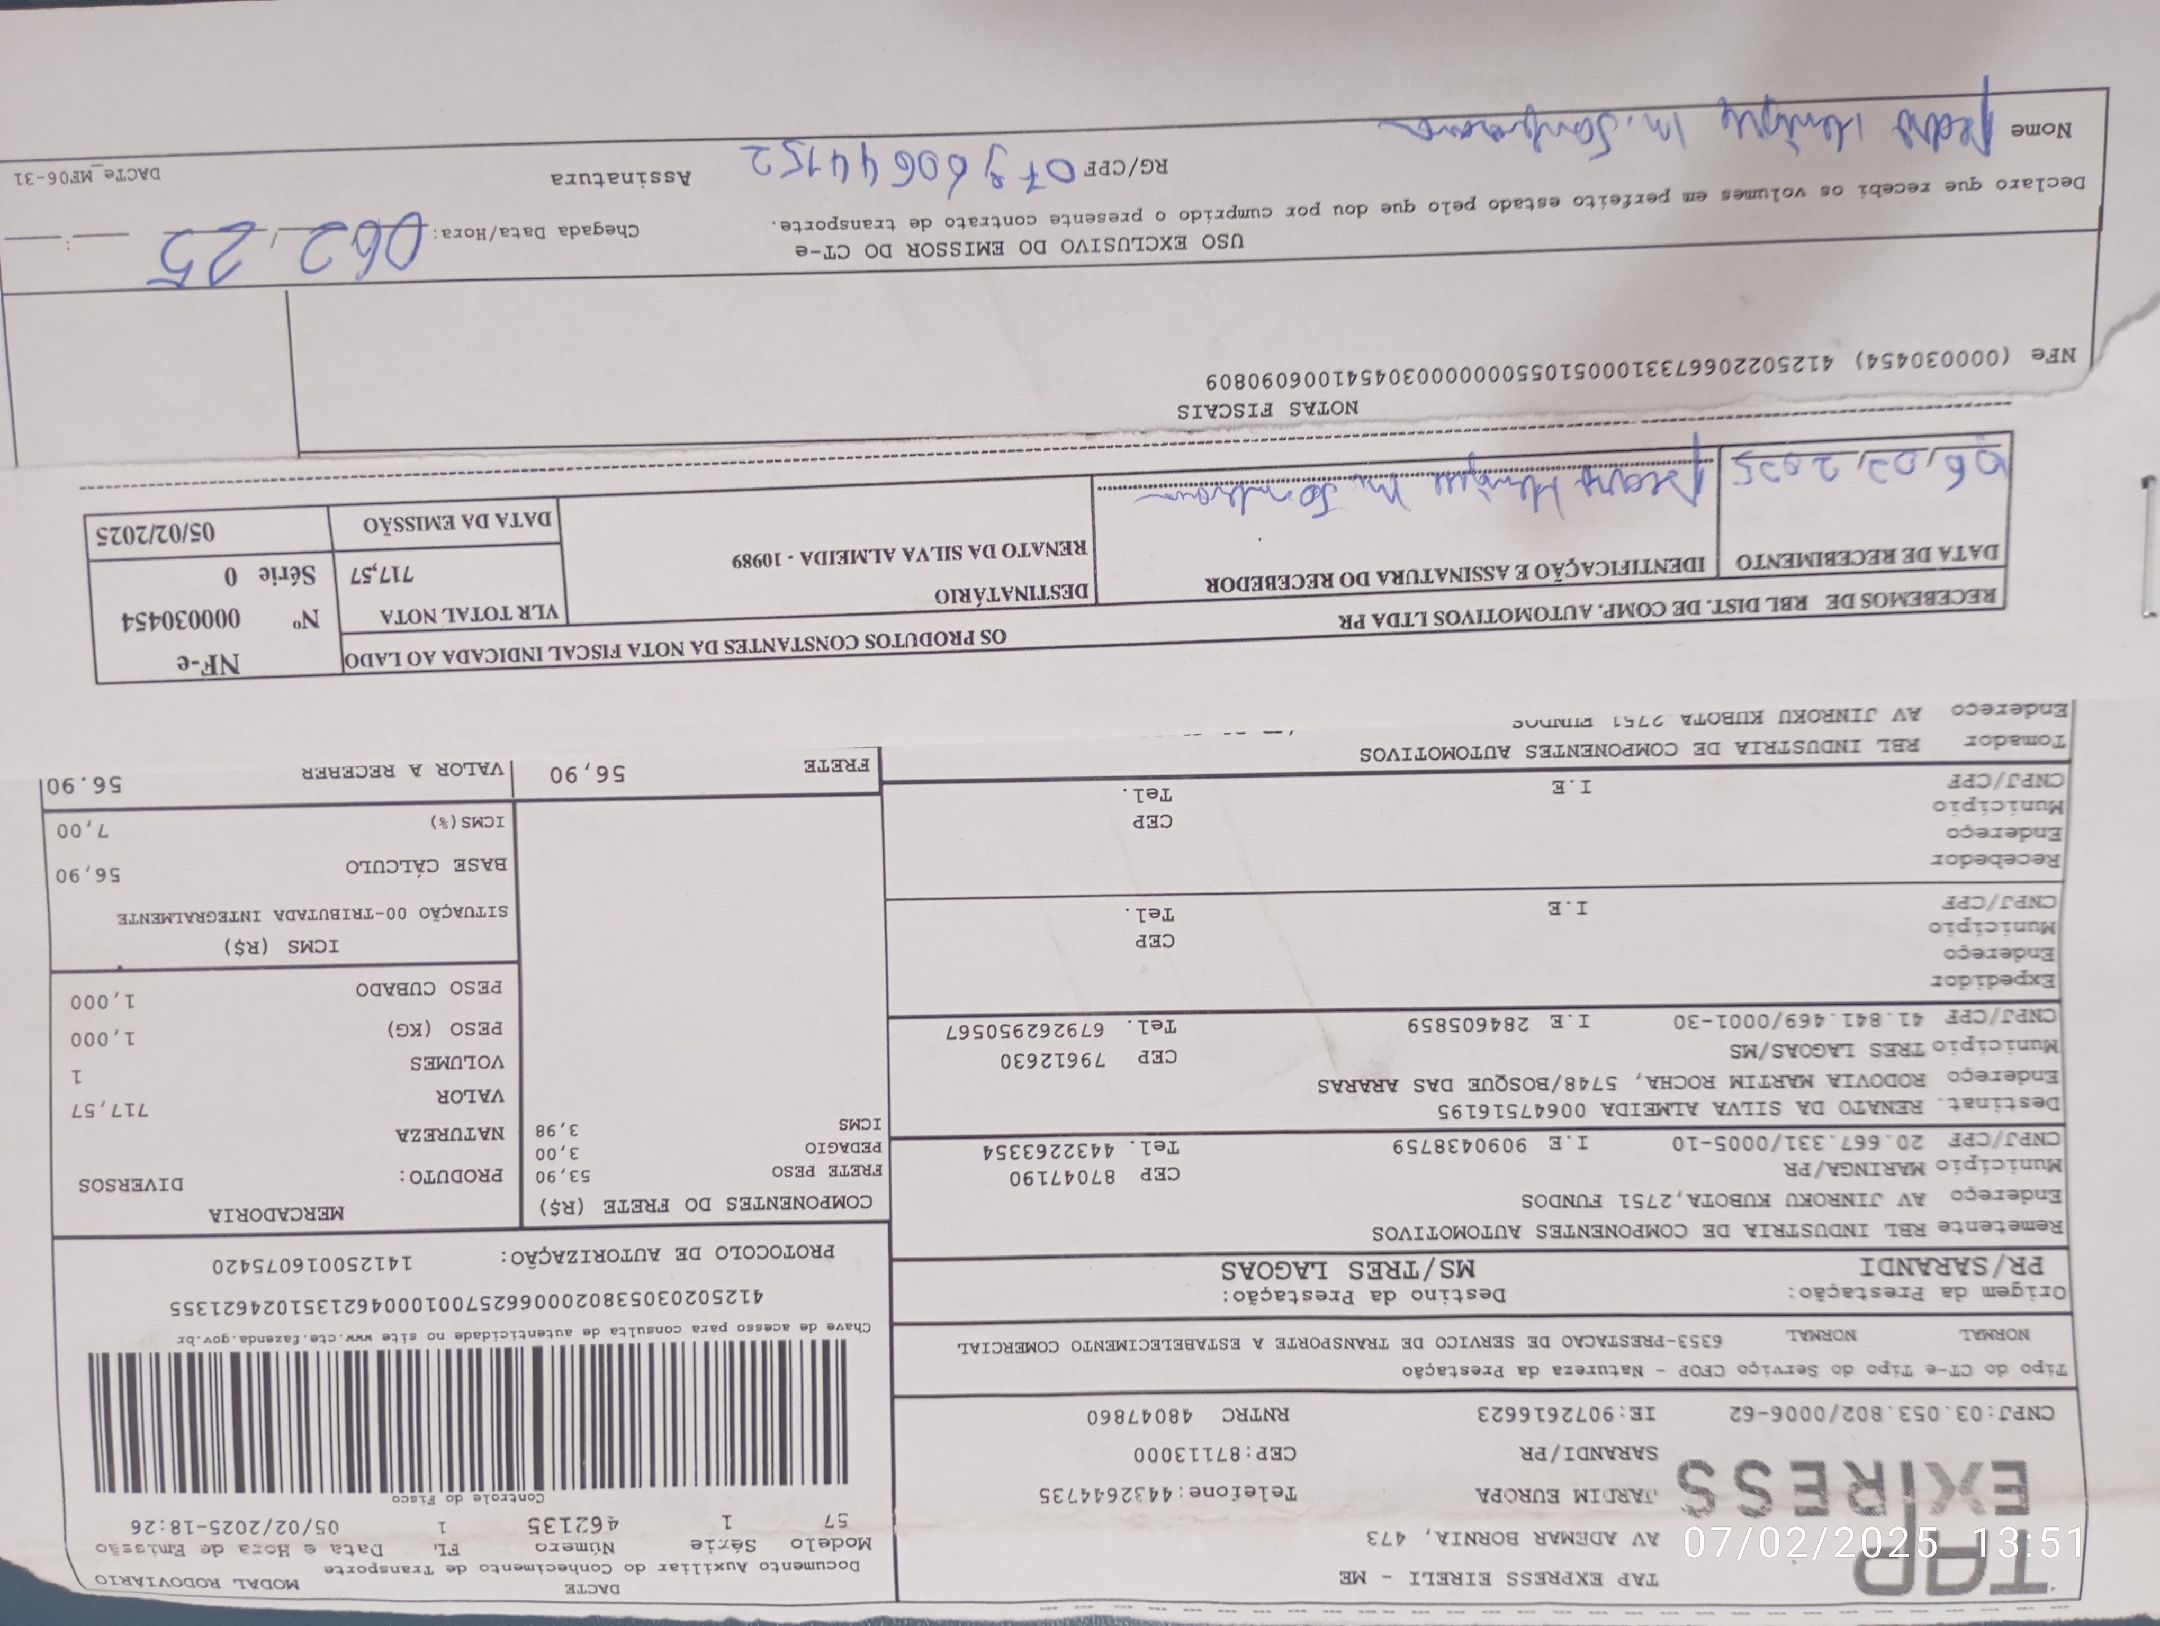 TAP EXPRESS
TAP EXPRESS EIRELI - ME
AV ADEMAR BORNIA, 473
JARDIM EUROPA Telefone:4432644735
SARANDI/PR CEP:87113000
CNPJ:03.053.802/0006-62 IE:9072616623 RNTRC 48047860
DACTE MODAL RODOVIÁRIO
Documento Auxiliar do Conhecimento de Transporte
Modelo Série Número FL Data e Hora de Emissão
57 1 462135 1 05/02/2025-18:26
Controle do Fisco
Chave de acesso para consulta de autenticidade no site www.cte.fazenda.gov.br
41250203053802000662570010004621351024621355
PROTOCOLO DE AUTORIZAÇÃO: 141250016075420
Tipo do CT-e Tipo do Serviço CFOP - Natureza da Prestação
NORMAL NORMAL 6353-PRESTACAO DE SERVICO DE TRANSPORTE A ESTABELECIMENTO COMERCIAL
Origem da Prestação: Destino da Prestação:
PR/SARANDI MS/TRES LAGOAS
Remetente RBL INDUSTRIA DE COMPONENTES AUTOMOTIVOS
Endereço AV JINROKU KUBOTA,2751 FUNDOS
Município MARINGA/PR CEP 87047190
CNPJ/CPF 20.667.331/0005-10 I.E 9090438759 Tel. 4432263354
Destinat. RENATO DA SILVA ALMEIDA 00647516195
Endereço RODOVIA MARTIM ROCHA, 5748/BOSQUE DAS ARARAS
Município TRES LAGOAS/MS CEP 79612630
CNPJ/CPF 41.841.469/0001-30 I.E 284605859 Tel. 67926295​0567
Expedidor
Endereço
Município CEP
CNPJ/CPF I.E Tel.
Recebedor
Endereço
Município CEP
CNPJ/CPF I.E Tel.
Tomador RBL INDUSTRIA DE COMPONENTES AUTOMOTIVOS
Endereço AV JINROKU KUBOTA 2751 FUNDOS
COMPONENTES DO FRETE (R$)
FRETE PESO 53,90
PEDAGIO 3,00
ICMS 3,98
FRETE 56,90
MERCADORIA
PRODUTO: DIVERSOS
NATUREZA
VALOR 717,57
VOLUMES 1
PESO (KG) 1,000
PESO CUBADO 1,000
ICMS (R$)
SITUAÇÃO 00-TRIBUTADA INTEGRALMENTE
BASE CÁLCULO 56,90
ICMS(%) 7,00
VALOR A RECEBER 56,90
RECEBEMOS DE RBL DIST. DE COMP. AUTOMOTIVOS LTDA PR OS PRODUTOS CONSTANTES DA NOTA FISCAL INDICADA AO LADO
NF-e
Nº 000030454
Série 0
DATA DE RECEBIMENTO IDENTIFICAÇÃO E ASSINATURA DO RECEBEDOR
06, 02, 2025 Pedro Henrique M.
DESTINATÁRIO
RENATO DA SILVA ALMEIDA - 10989
VLR TOTAL NOTA
717,57
DATA DA EMISSÃO 05/02/2025
NOTAS FISCAIS
NFe (000030454) 41250220667331000510550000000304541006090809
USO EXCLUSIVO DO EMISSOR DO CT-e
Declaro que recebi os volumes em perfeito estado pelo que dou por cumprido o presente contrato de transporte.
Chegada Data/Hora: 062 / 25
Nome Pedro Henrique M.
RG/CPF 07360644152 Assinatura
DACTe_MF06-31
07/02/2025 13:51